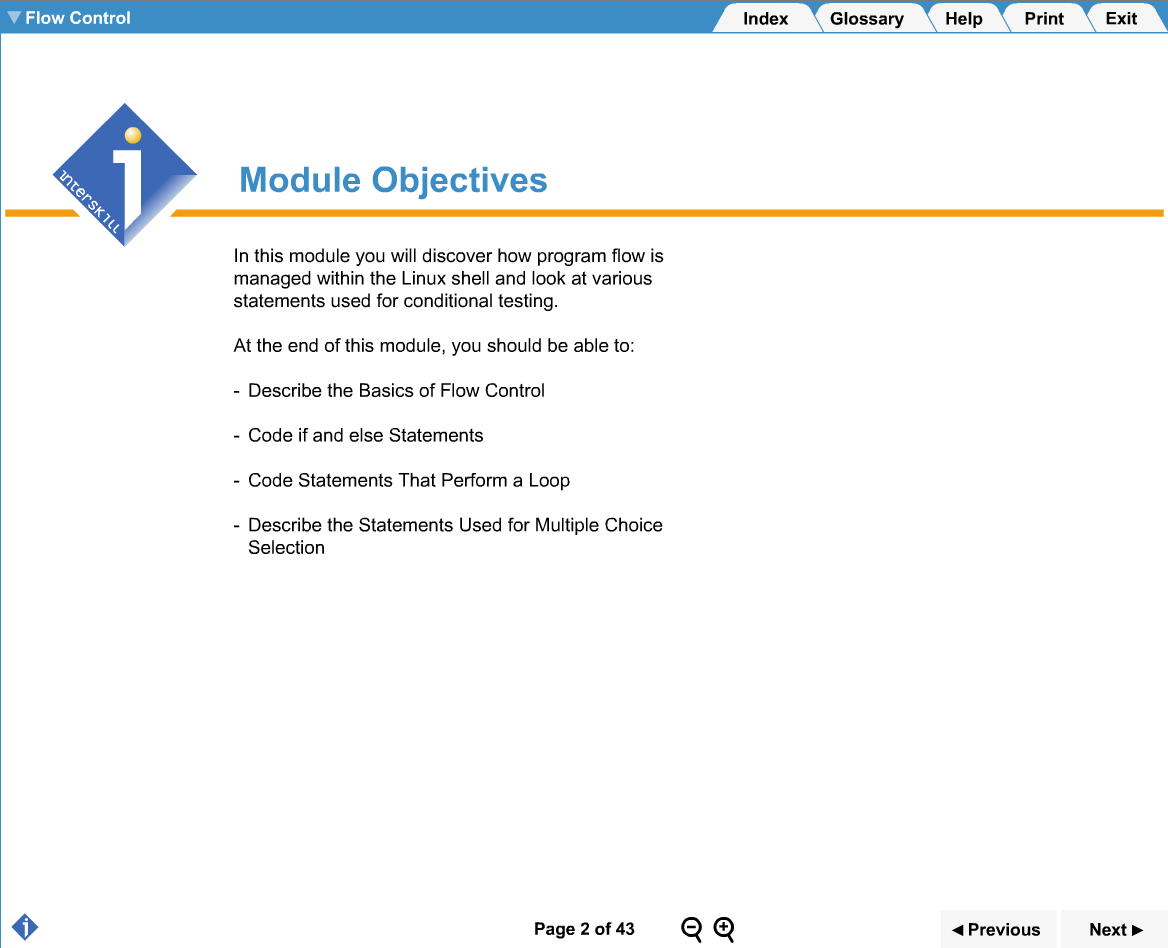 Flow Control
Index Glossary Help Print Exit
interskill
Module Objectives
In this module you will discover how program flow is
managed within the Linux shell and look at various
statements used for conditional testing.
At the end of this module, you should be able to:
- Describe the Basics of Flow Control
- Code if and else Statements
- Code Statements That Perform a Loop
- Describe the Statements Used for Multiple Choice
Selection
Page 2 of 43
Previous Next